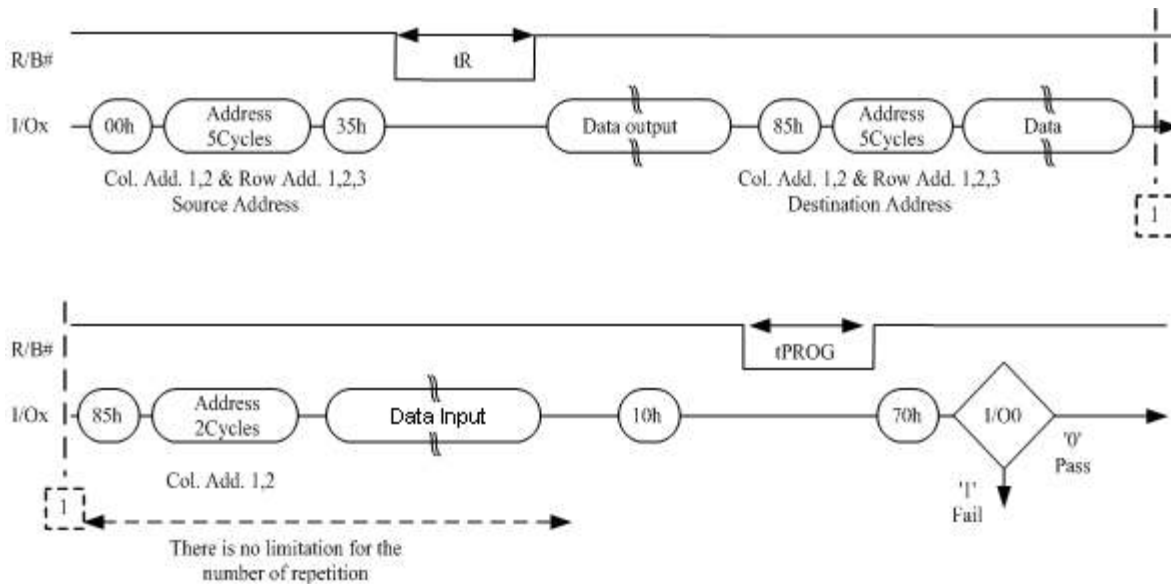 R/B#
tR
I/Ox
00h
Address
5Cycles
35h
Data output
85h
Address
5Cycles
Data
Col. Add. 1,2 & Row Add. 1,2,3
Source Address
Col. Add. 1,2 & Row Add. 1,2,3
Destination Address
1
R/B#
tPROG
I/Ox
85h
Address
2Cycles
Data Input
10h
70h
I/O0
'0'
Pass
'1'
Fail
Col. Add. 1,2
1
There is no limitation for the
number of repetition